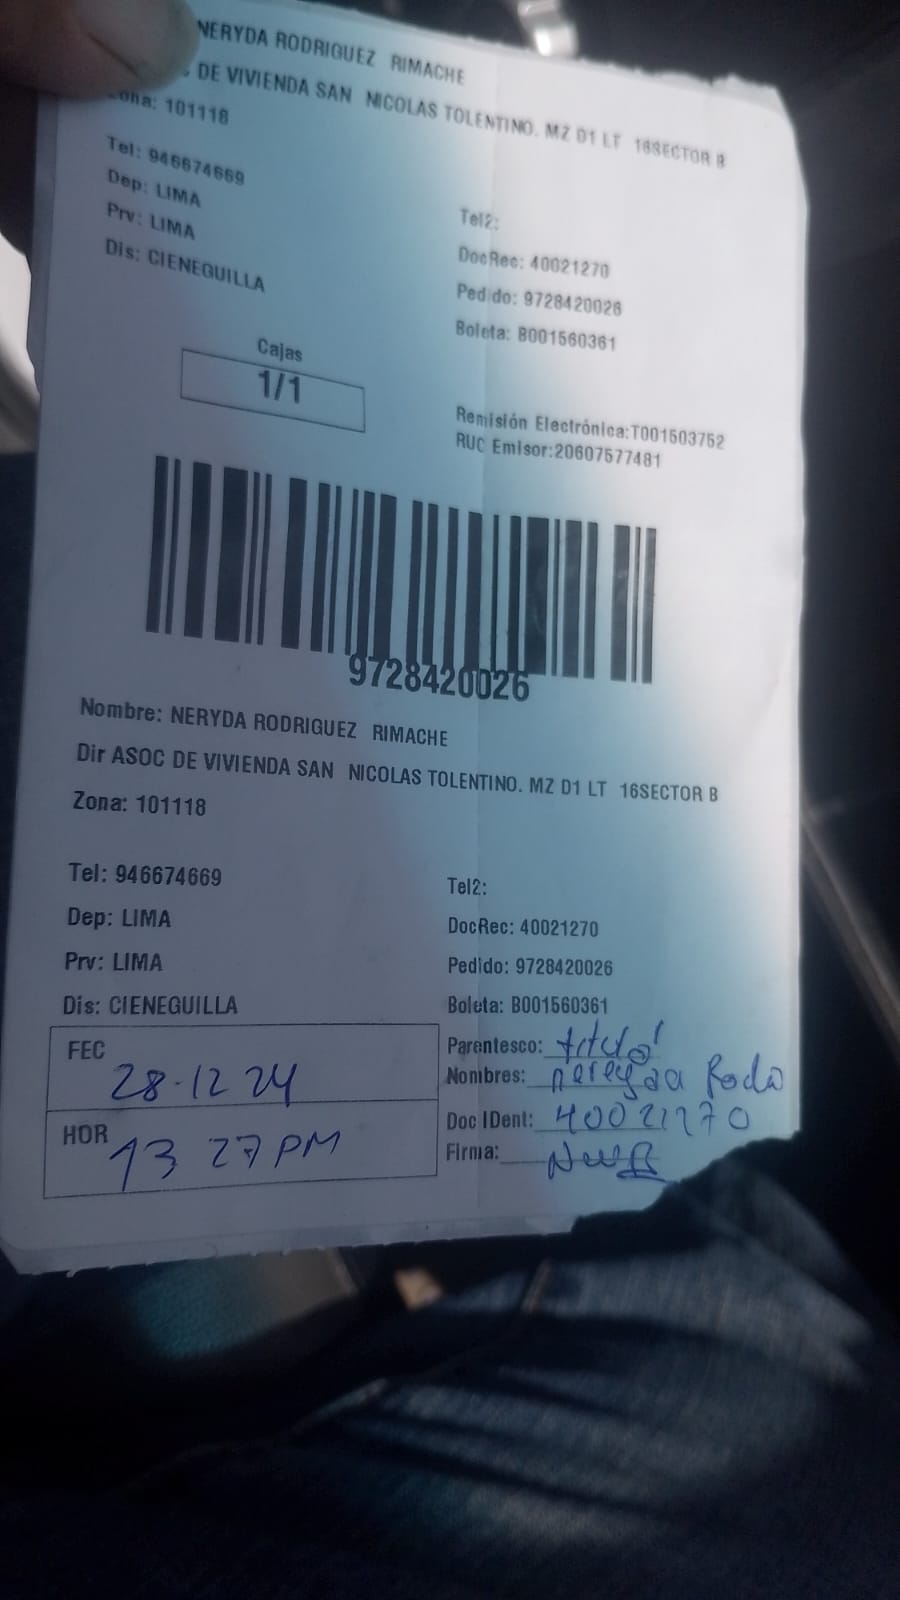 NERYDA RODRIGUEZ RIMACHE
DE VIVIENDA SAN NICOLAS TOLENTINO. MZ D1 LT 16SECTOR B
Zona: 101118
Tel: 946674669
Dep: LIMA
Prv: LIMA
Dis: CIENEGUILLA
Tel2:
DocRec: 40021270
Pedido: 9728420026
Boleta: B001560361
Cajas
1/1
Remisión Electrónica:T001503752
RUC Emisor:20607577481
9728420026
Nombre: NERYDA RODRIGUEZ RIMACHE
Dir ASOC DE VIVIENDA SAN NICOLAS TOLENTINO. MZ D1 LT 16SECTOR B
Zona: 101118
Tel: 946674669
Dep: LIMA
Prv: LIMA
Dis: CIENEGUILLA
Tel2:
DocRec: 40021270
Pedido: 9728420026
Boleta: B001560361
FEC
28-12 24
HOR
13 27 PM
Parentesco: titular
Nombres:
Doc IDent: 40021270
Firma: